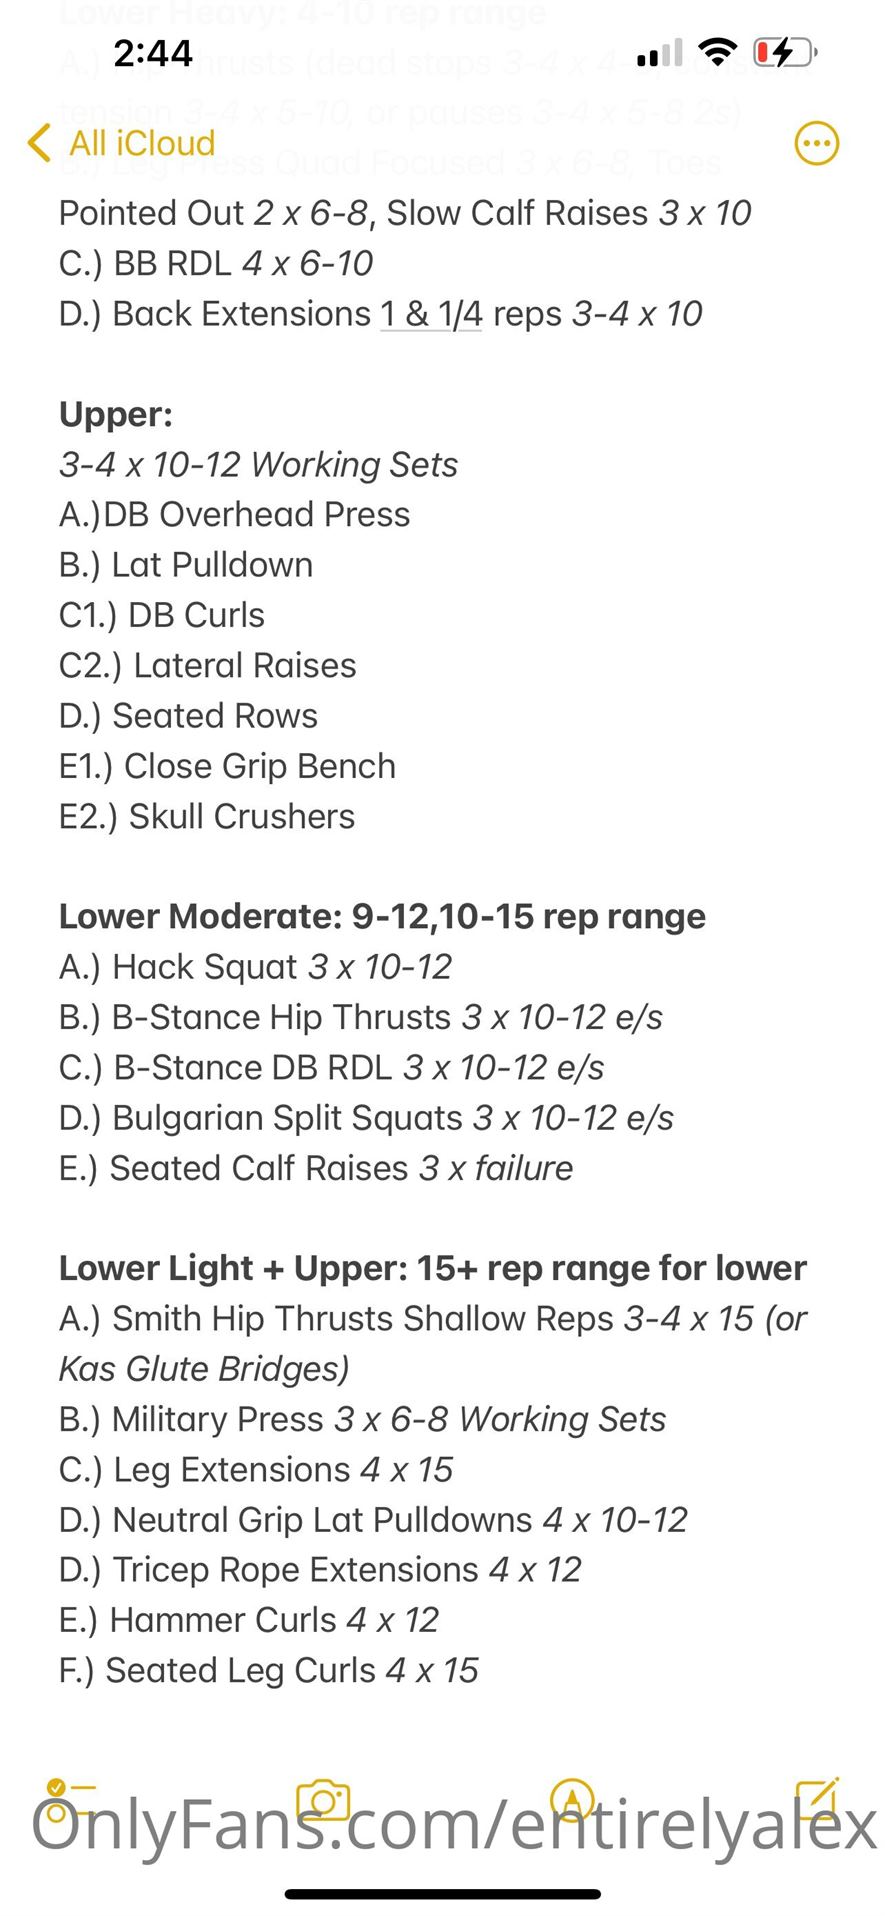 Lower Heavy: 4-10 rep range
2:44
A.) Hip Thrusts (dead stops 3-4 x 4-
tension 3-4 x 5-10, or pauses 3-4 x 5-8 2s)
All iCloud
B.) Leg Press Quad Focused 3 x 6-8, Toes
Pointed Out 2 x 6-8, Slow Calf Raises 3 x 10
C.) BB RDL 4 x 6-10
D.) Back Extensions 1 & 1/4 reps 3-4 x 10
Upper:
3-4 x 10-12 Working Sets
A.)DB Overhead Press
B.) Lat Pulldown
C1.) DB Curls
C2.) Lateral Raises
D.) Seated Rows
E1.) Close Grip Bench
E2.) Skull Crushers
Lower Moderate: 9-12,10-15 rep range
A.) Hack Squat 3 x 10-12
B.) B-Stance Hip Thrusts 3 x 10-12 e/s
C.) B-Stance DB RDL 3 x 10-12 e/s
D.) Bulgarian Split Squats 3 x 10-12 e/s
E.) Seated Calf Raises 3 x failure
Lower Light + Upper: 15+ rep range for lower
A.) Smith Hip Thrusts Shallow Reps 3-4 x 15 (or
Kas Glute Bridges)
B.) Military Press 3 x 6-8 Working Sets
C.) Leg Extensions 4 x 15
D.) Neutral Grip Lat Pulldowns 4 x 10-12
D.) Tricep Rope Extensions 4 x 12
E.) Hammer Curls 4 x 12
F.) Seated Leg Curls 4 x 15
OnlyFans.com/entirelyalex